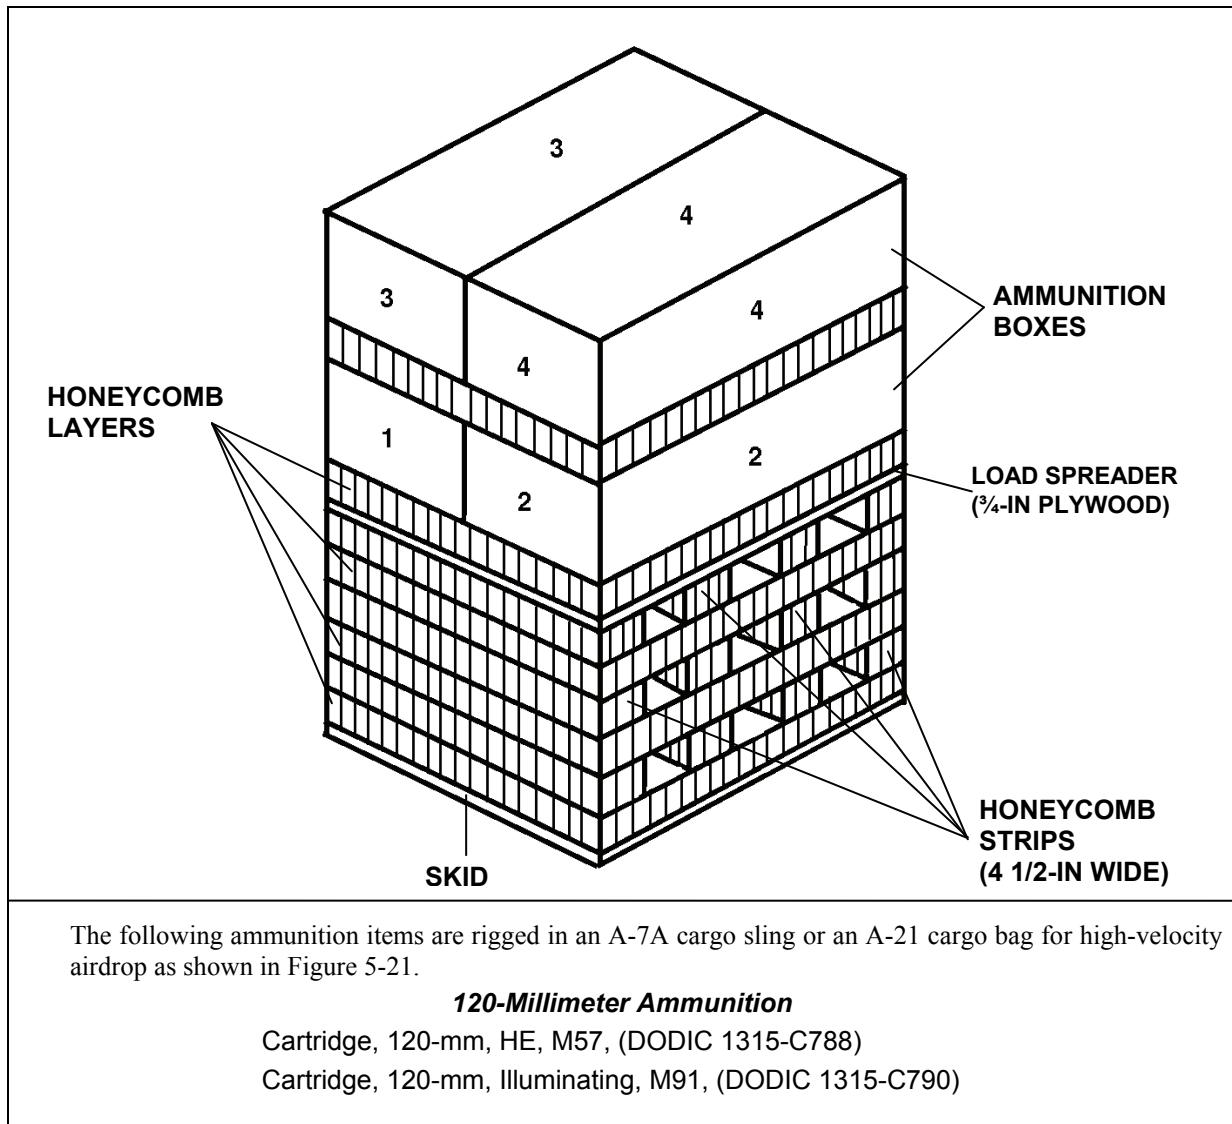 3
4
3
4
4
AMMUNITION
BOXES
HONEYCOMB
LAYERS
1
2
2
LOAD SPREADER
(¾-IN PLYWOOD)
HONEYCOMB
STRIPS
(4 1/2-IN WIDE)
SKID
The following ammunition items are rigged in an A-7A cargo sling or an A-21 cargo bag for high-velocity
airdrop as shown in Figure 5-21.
120-Millimeter Ammunition
Cartridge, 120-mm, HE, M57, (DODIC 1315-C788)
Cartridge, 120-mm, Illuminating, M91, (DODIC 1315-C790)